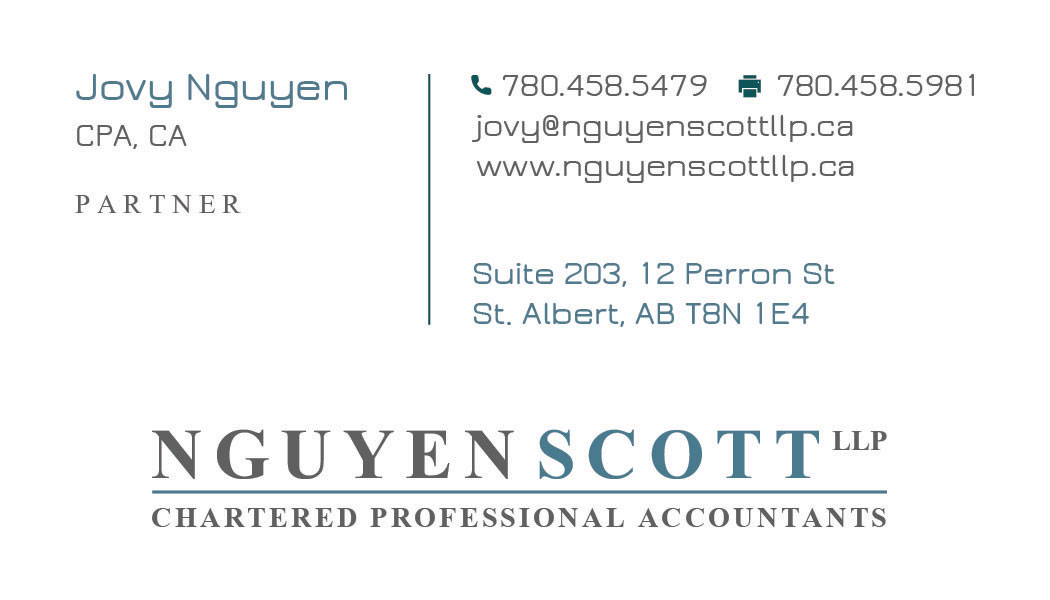 Jovy Nguyen
CPA, CA
PARTNER
780.458.5479 780.458.5981
jovy@nguyenscottllp.ca
www.nguyenscottllp.ca
Suite 203, 12 Perron St
St. Albert, AB T8N 1E4
NGUYEN SCOTT LLP
CHARTERED PROFESSIONAL ACCOUNTANTS